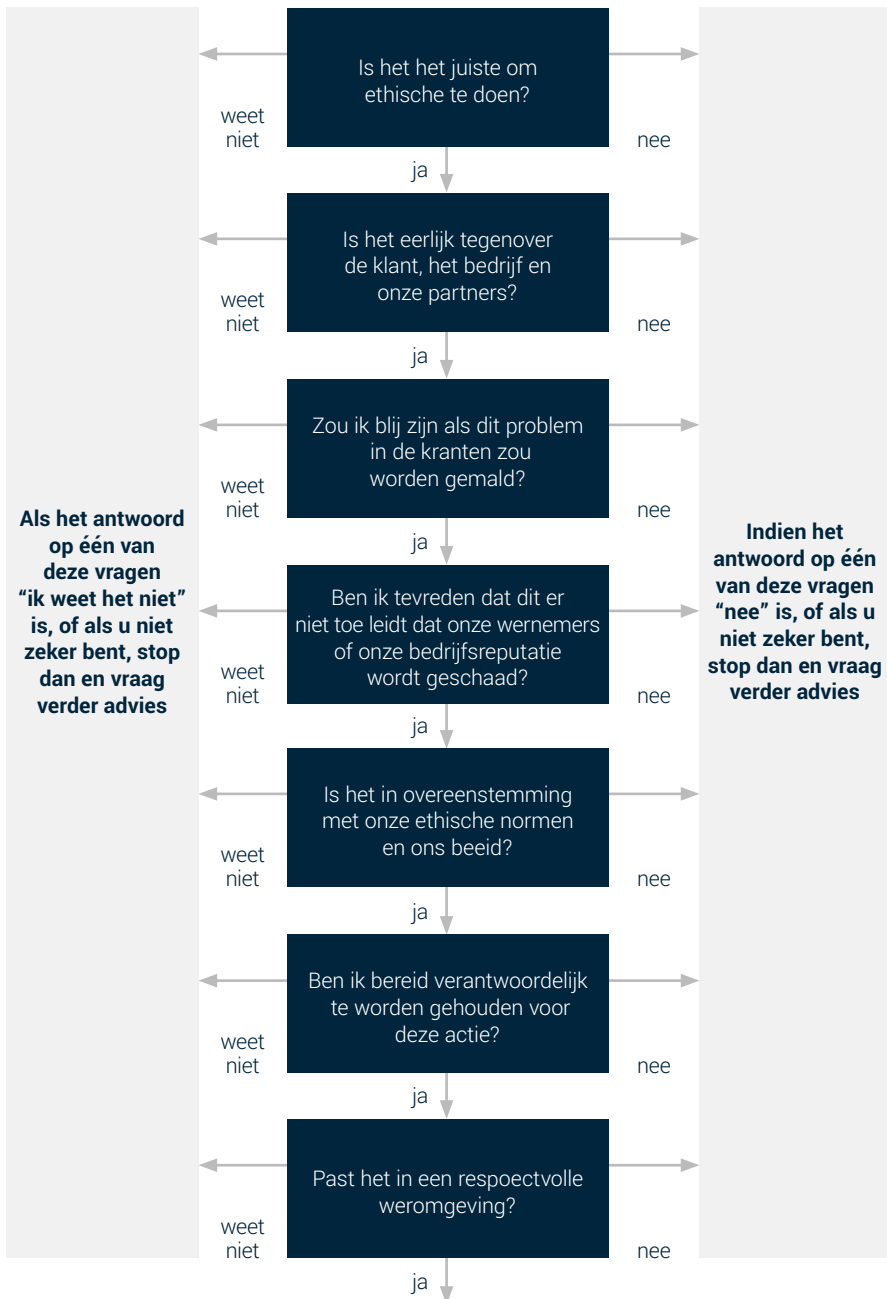 Is het het juiste om
ethische te doen?
weet
niet
nee
ja
Is het eerlijk tegenover
de klant, het bedrijf en
onze partners?
weet
niet
nee
ja
Zou ik blij zijn als dit problem
in de kranten zou
worden gemald?
weet
niet
nee
ja
Als het antwoord
op één van
deze vragen
“ik weet het niet”
is, of als u niet
zeker bent, stop
dan en vraag
verder advies
Indien het
antwoord op één
van deze vragen
“nee” is, of als u
niet zeker bent,
stop dan en vraag
verder advies
Ben ik tevreden dat dit er
niet toe leidt dat onze wernemers
of onze bedrijfsreputatie
wordt geschaad?
weet
niet
nee
ja
Is het in overeenstemming
met onze ethische normen
en ons beeid?
weet
niet
nee
ja
Ben ik bereid verantwoordelijk
te worden gehouden voor
deze actie?
weet
niet
nee
ja
Past het in een respoectvolle
weromgeving?
weet
niet
nee
ja